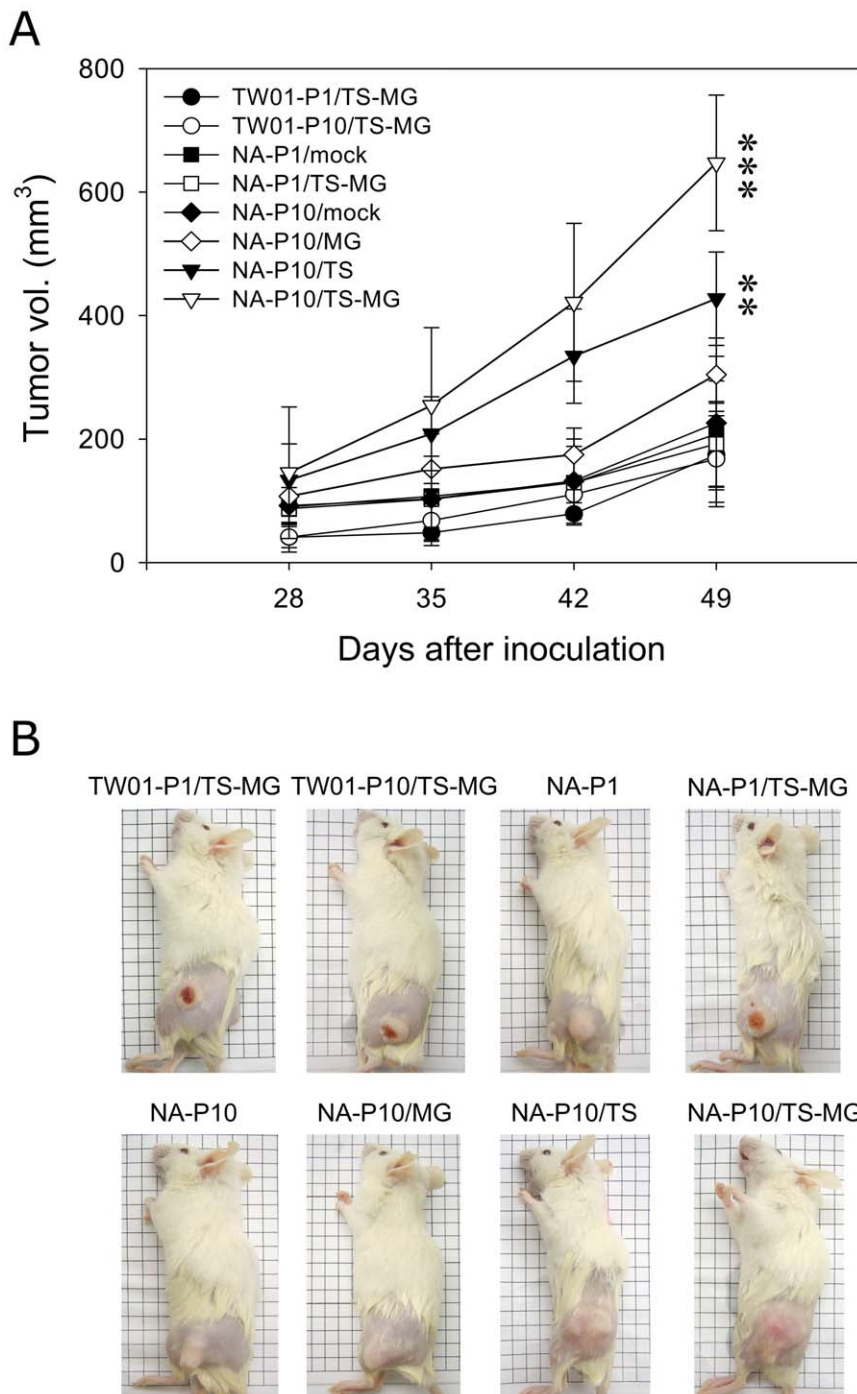 A
800
600
400
200
0
Tumor vol. (mm³)
TW01-P1/TS-MG
TW01-P10/TS-MG
NA-P1/mock
NA-P1/TS-MG
NA-P10/mock
NA-P10/MG
NA-P10/TS
NA-P10/TS-MG
***
**
28 35 42 49
Days after inoculation
B
TW01-P1/TS-MG TW01-P10/TS-MG NA-P1 NA-P1/TS-MG
NA-P10 NA-P10/MG NA-P10/TS NA-P10/TS-MG